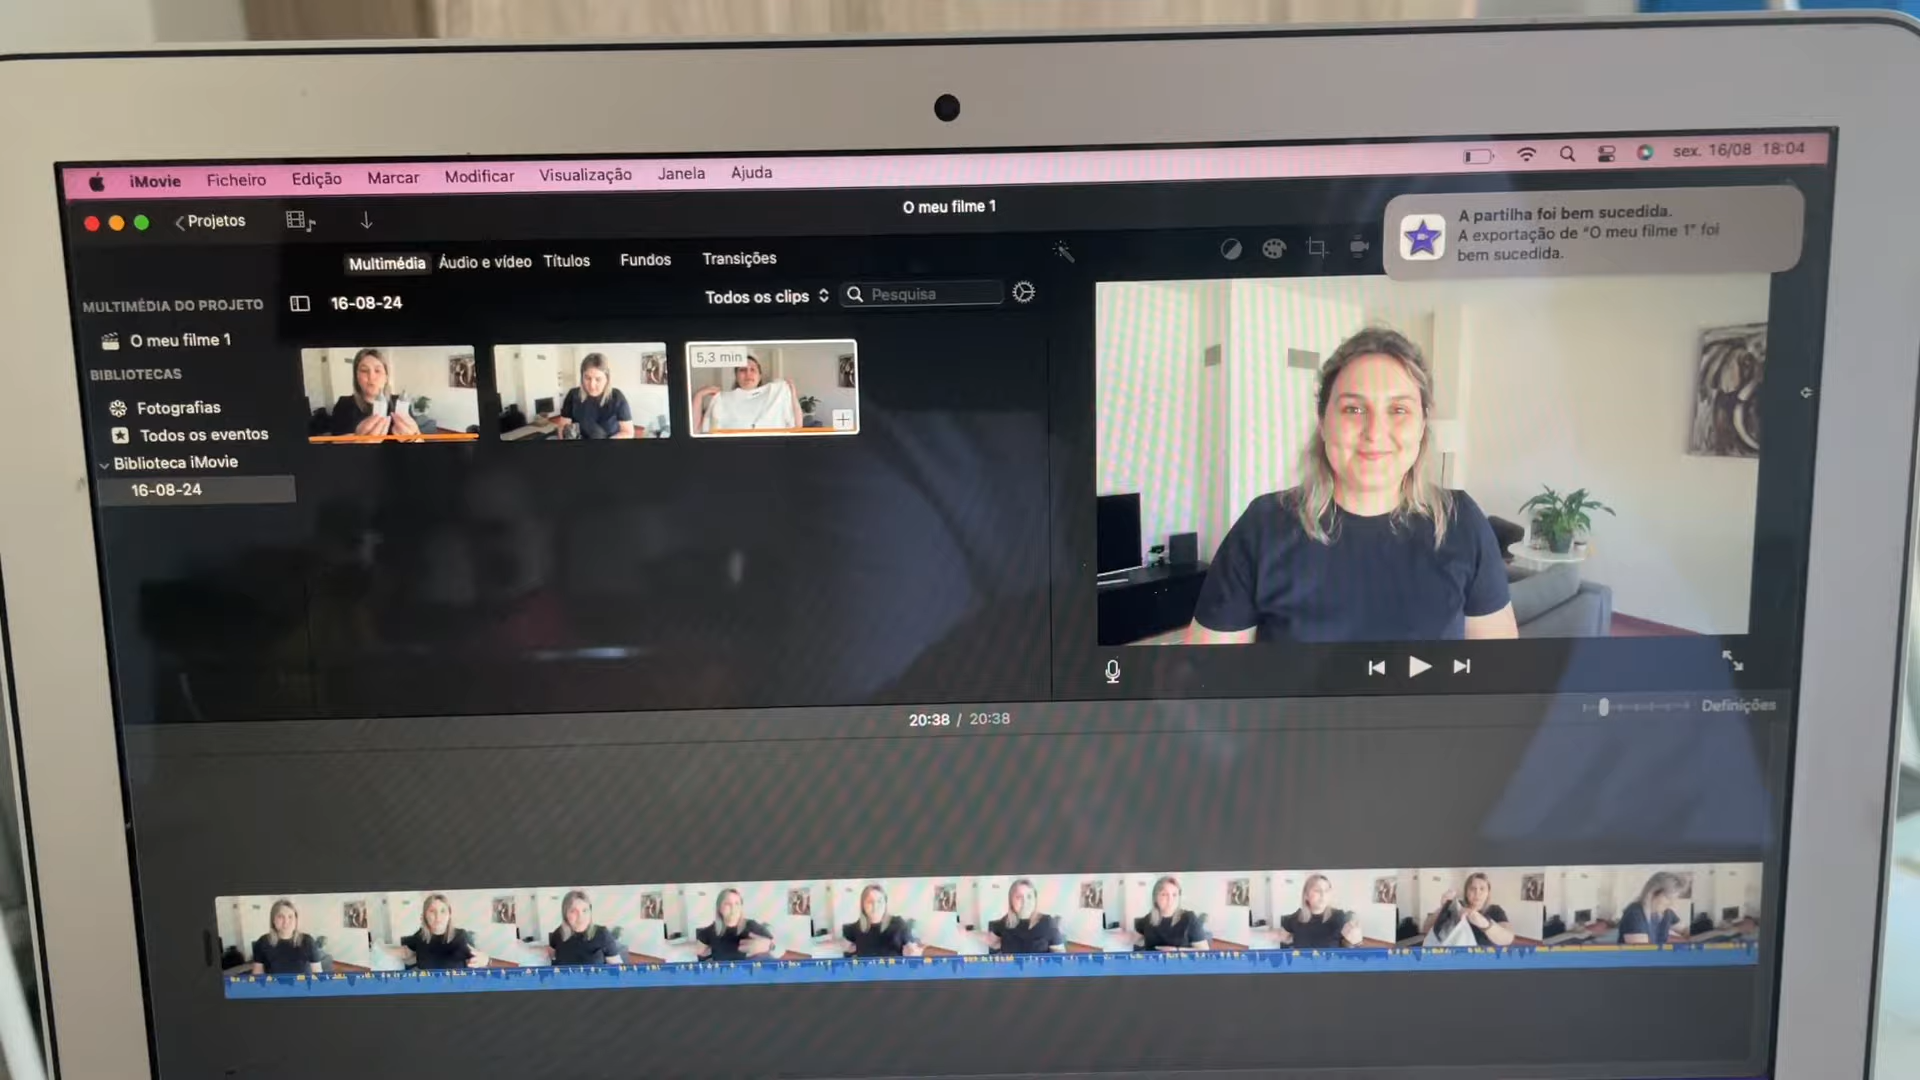 iMovie Ficheiro Edição Marcar Modificar Visualização Janela Ajuda
sex. 16/08 18:04
Projetos
O meu filme 1
A partilha foi bem sucedida.
A exportação de “O meu filme 1” foi
bem sucedida.
Multimédia Áudio e vídeo Títulos Fundos Transições
MULTIMÉDIA DO PROJETO
O meu filme 1
BIBLIOTECAS
Fotografias
Todos os eventos
Biblioteca iMovie
16-08-24
16-08-24
Todos os clips
Pesquisa
5,3 min
20:38 / 20:38
Definições